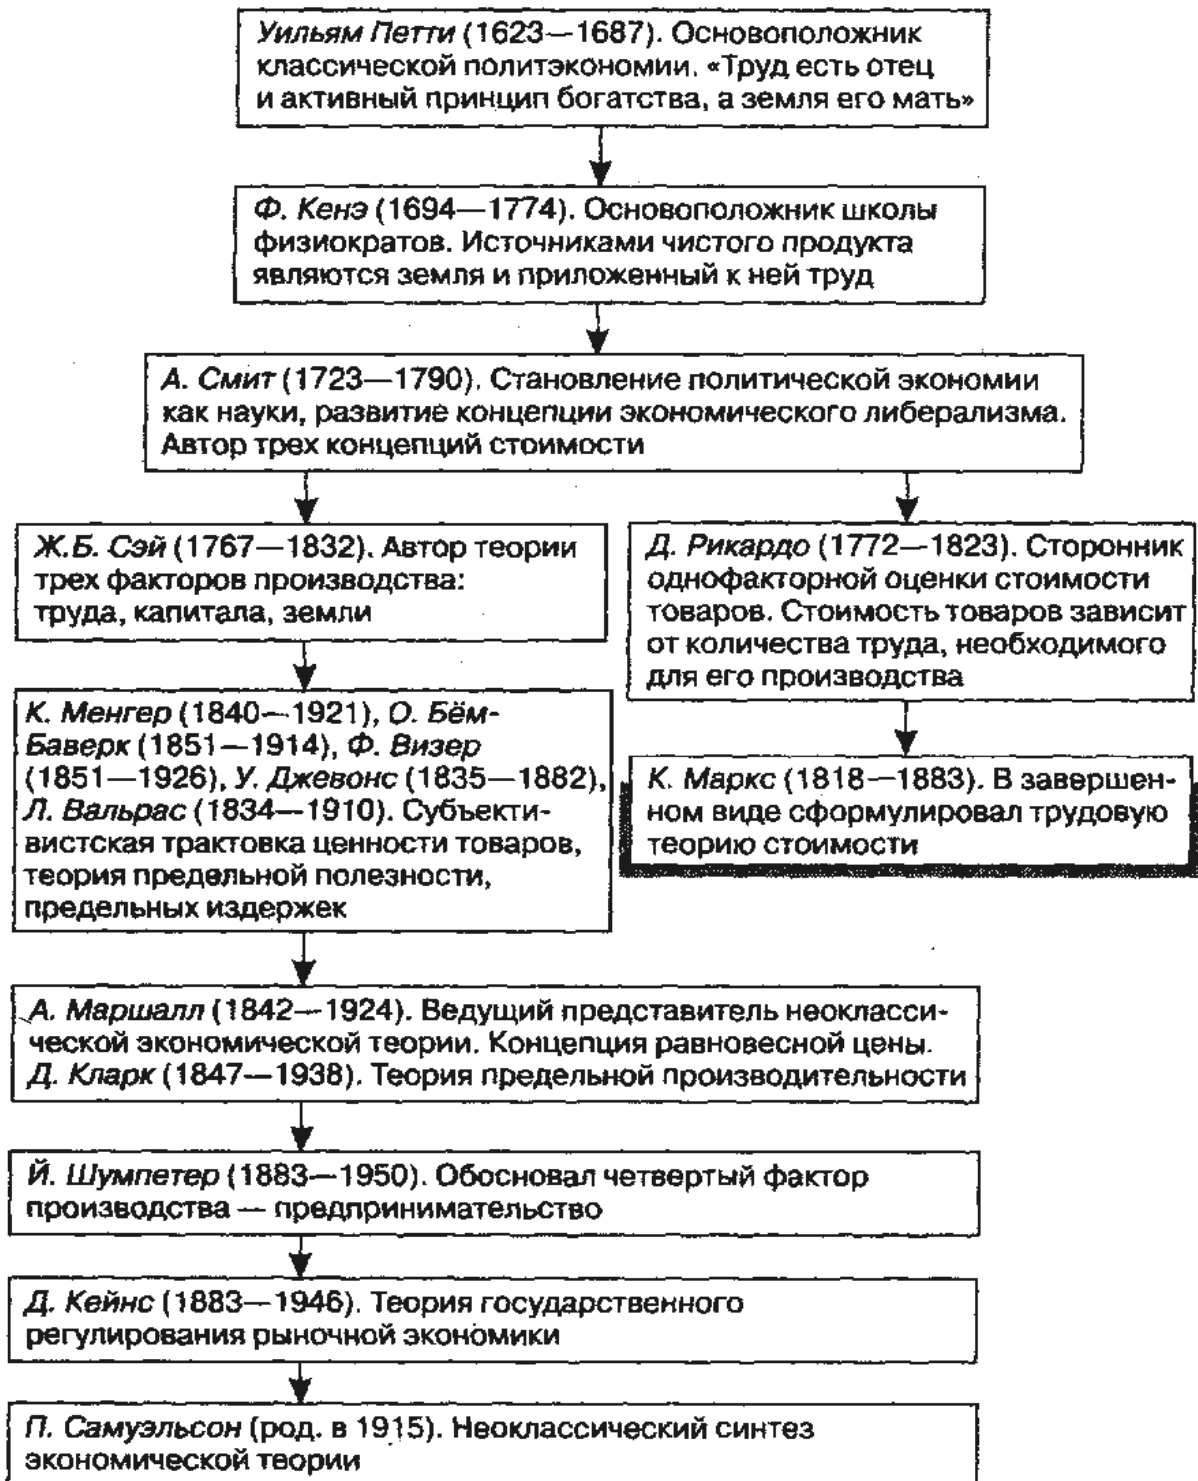 Уильям Петти (1623—1687). Основоположник
классической политэкономии. «Труд есть отец
и активный принцип богатства, а земля его мать»
Ф. Кенэ (1694—1774). Основоположник школы
физиократов. Источниками чистого продукта
являются земля и приложенный к ней труд
А. Смит (1723—1790). Становление политической экономии
как науки, развитие концепции экономического либерализма.
Автор трех концепций стоимости
Ж.Б. Сэй (1767—1832). Автор теории
трех факторов производства:
труда, капитала, земли
Д. Рикардо (1772—1823). Сторонник
однофакторной оценки стоимости
товаров. Стоимость товаров зависит
от количества труда, необходимого
для его производства
К. Менгер (1840—1921), О. Бём-
Баверк (1851—1914), Ф. Визер
(1851—1926), У. Джевонс (1835—1882),
Л. Вальрас (1834—1910). Субъекти-
вистская трактовка ценности товаров,
теория предельной полезности,
предельных издержек
К. Маркс (1818—1883). В завершен-
ном виде сформулировал трудовую
теорию стоимости
А. Маршалл (1842—1924). Ведущий представитель неокласси-
ческой экономической теории. Концепция равновесной цены.
Д. Кларк (1847—1938). Теория предельной производительности
Й. Шумпетер (1883—1950). Обосновал четвертый фактор
производства — предпринимательство
Д. Кейнс (1883—1946). Теория государственного
регулирования рыночной экономики
П. Самуэльсон (род. в 1915). Неоклассический синтез
экономической теории